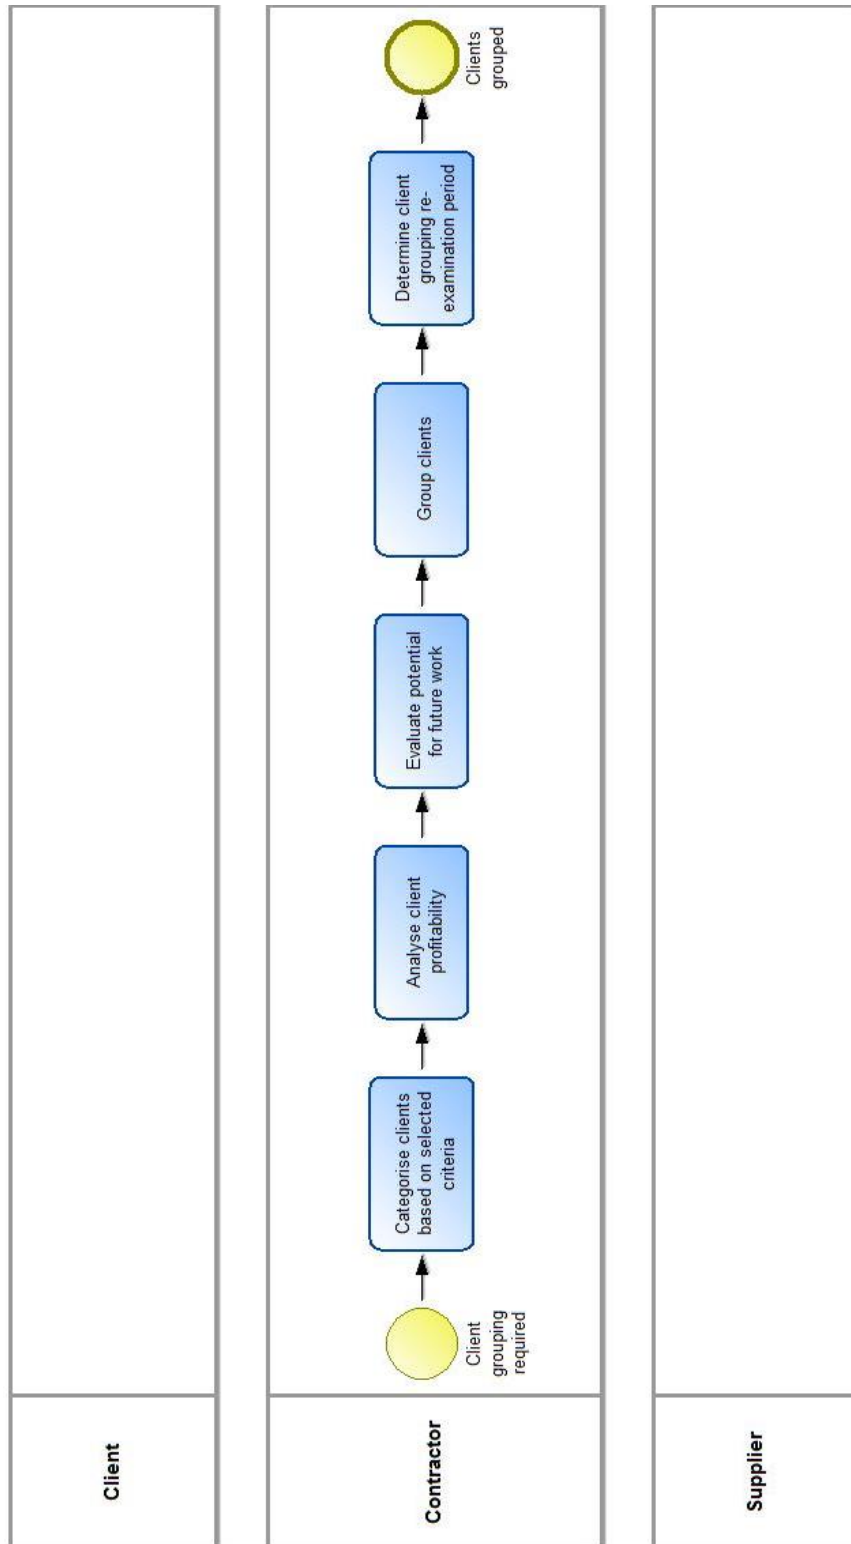 Client
Contractor
Client
grouping
required
Categorise clients
based on selected
criteria
Analyse client
profitability
Evaluate potential
for future work
Group clients
Determine client
grouping re-
examination period
Clients
grouped
Supplier